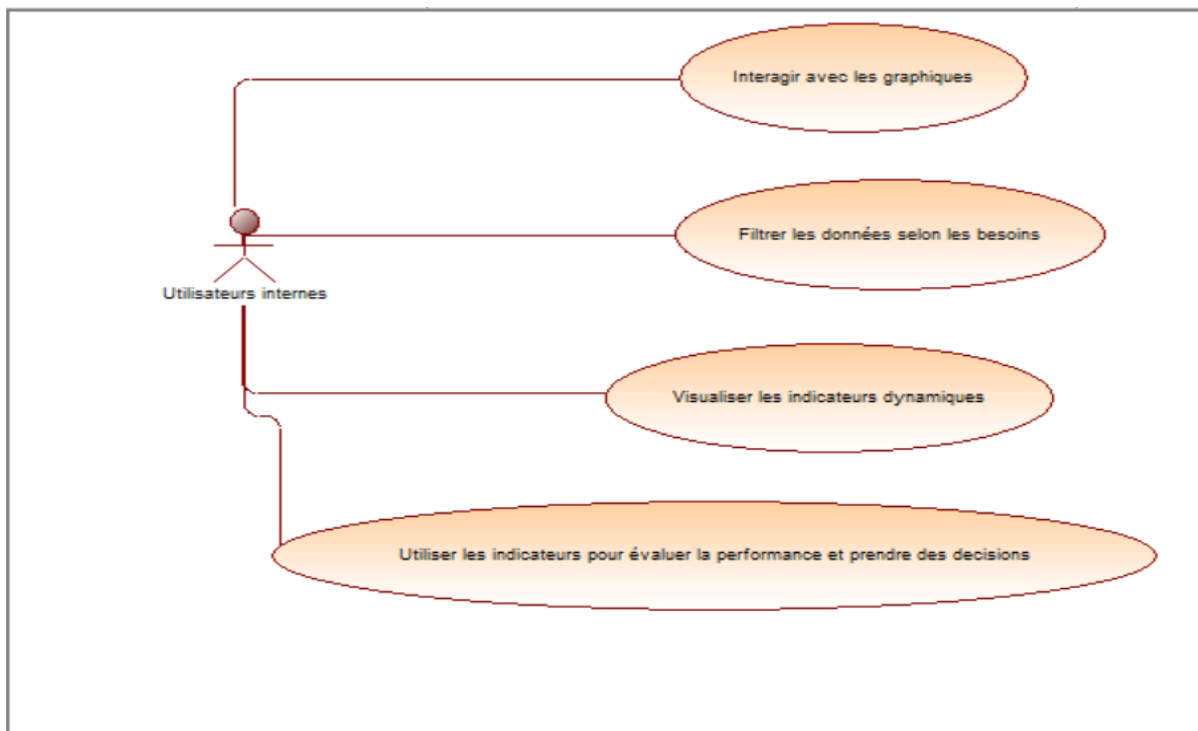 Interagir avec les graphiques
Filtrer les données selon les besoins
Utilisateurs internes
Visualiser les indicateurs dynamiques
Utiliser les indicateurs pour évaluer la performance et prendre des decisions